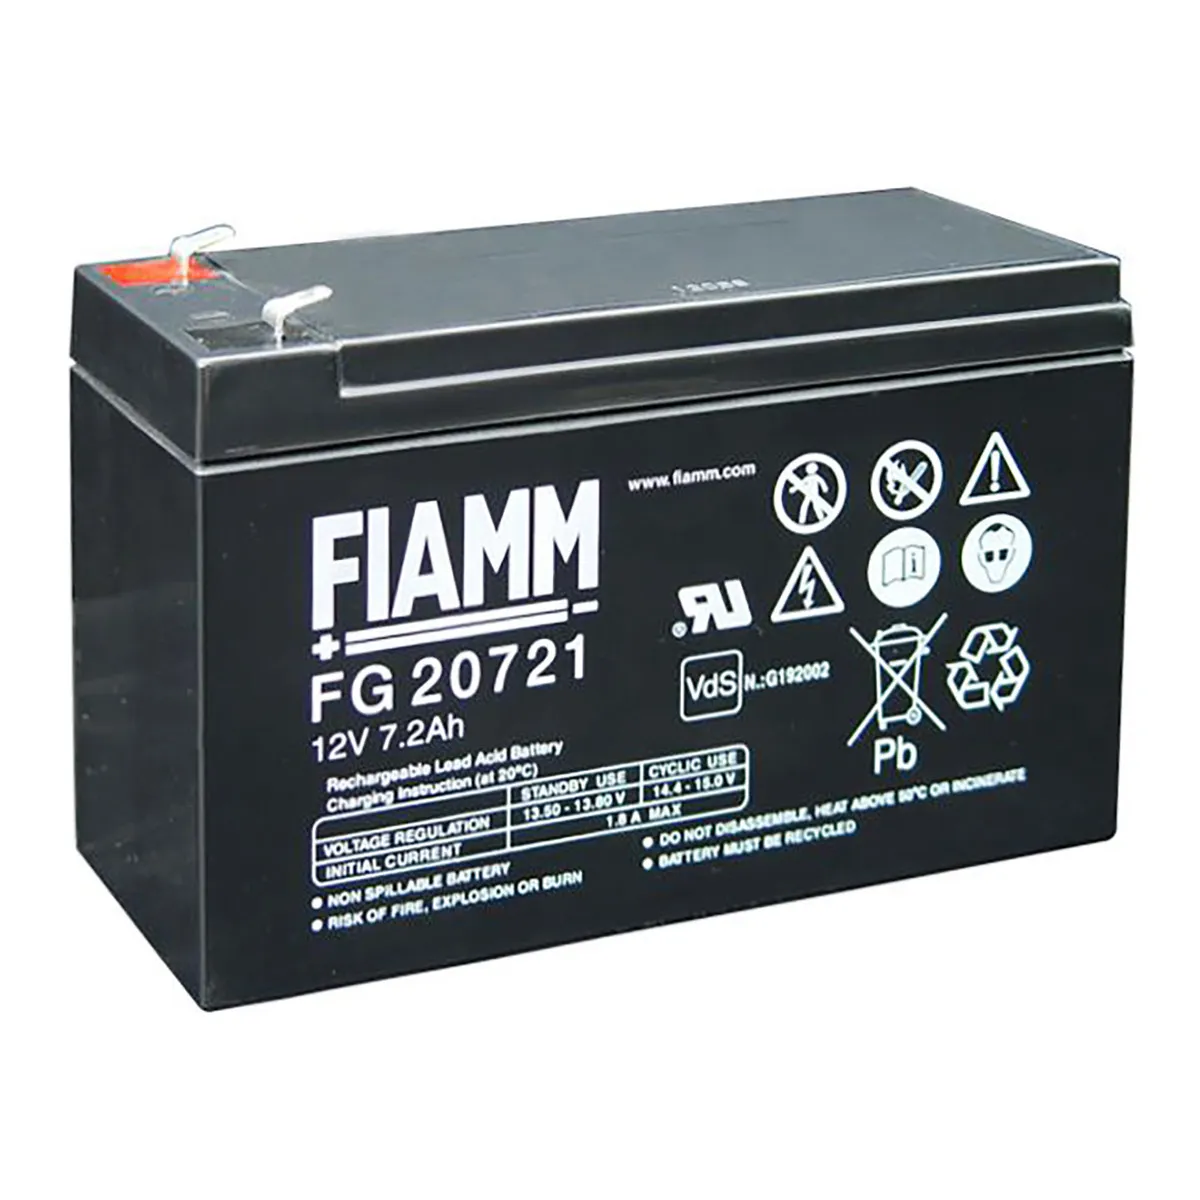 12028
www.fiamm.com
FIAMM
+ -
FG 20721
12V 7.2Ah
VdS N.:G192002
Pb
Rechargeable Lead Acid Battery
Charging Instruction (at 20°C)
STANDBY USE CYCLIC USE
VOLTAGE REGULATION 13.50 - 13.80 V 14.4 - 15.0 V
INITIAL CURRENT 1.8 A MAX
● NON SPILLABLE BATTERY
● RISK OF FIRE, EXPLOSION OR BURN
● DO NOT DISASSEMBLE, HEAT ABOVE 50°C OR INCINERATE
● BATTERY MUST BE RECYCLED